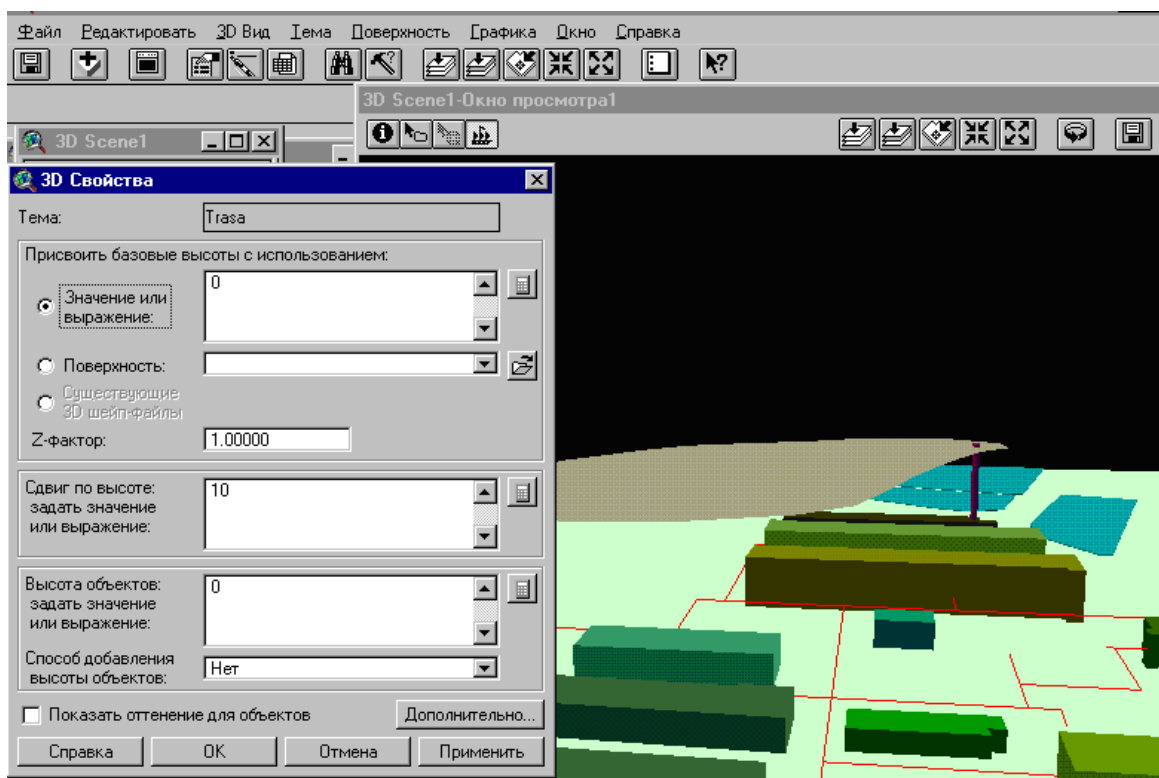 Файл Редактировать 3D Вид Тема Поверхность Графика Окно Справка
3D Scene1-Окно просмотра1
3D Scene1
3D Свойства
Тема: Trasa
Присвоить базовые высоты с использованием:
Значение или
выражение:
0
Поверхность:
Существующие
3D шейп-файлы
Z-фактор: 1.00000
Сдвиг по высоте:
задать значение
или выражение:
10
Высота объектов:
задать значение
или выражение:
0
Способ добавления
высоты объектов:
Нет
Показать оттенение для объектов
Дополнительно...
Справка OK Отмена Применить